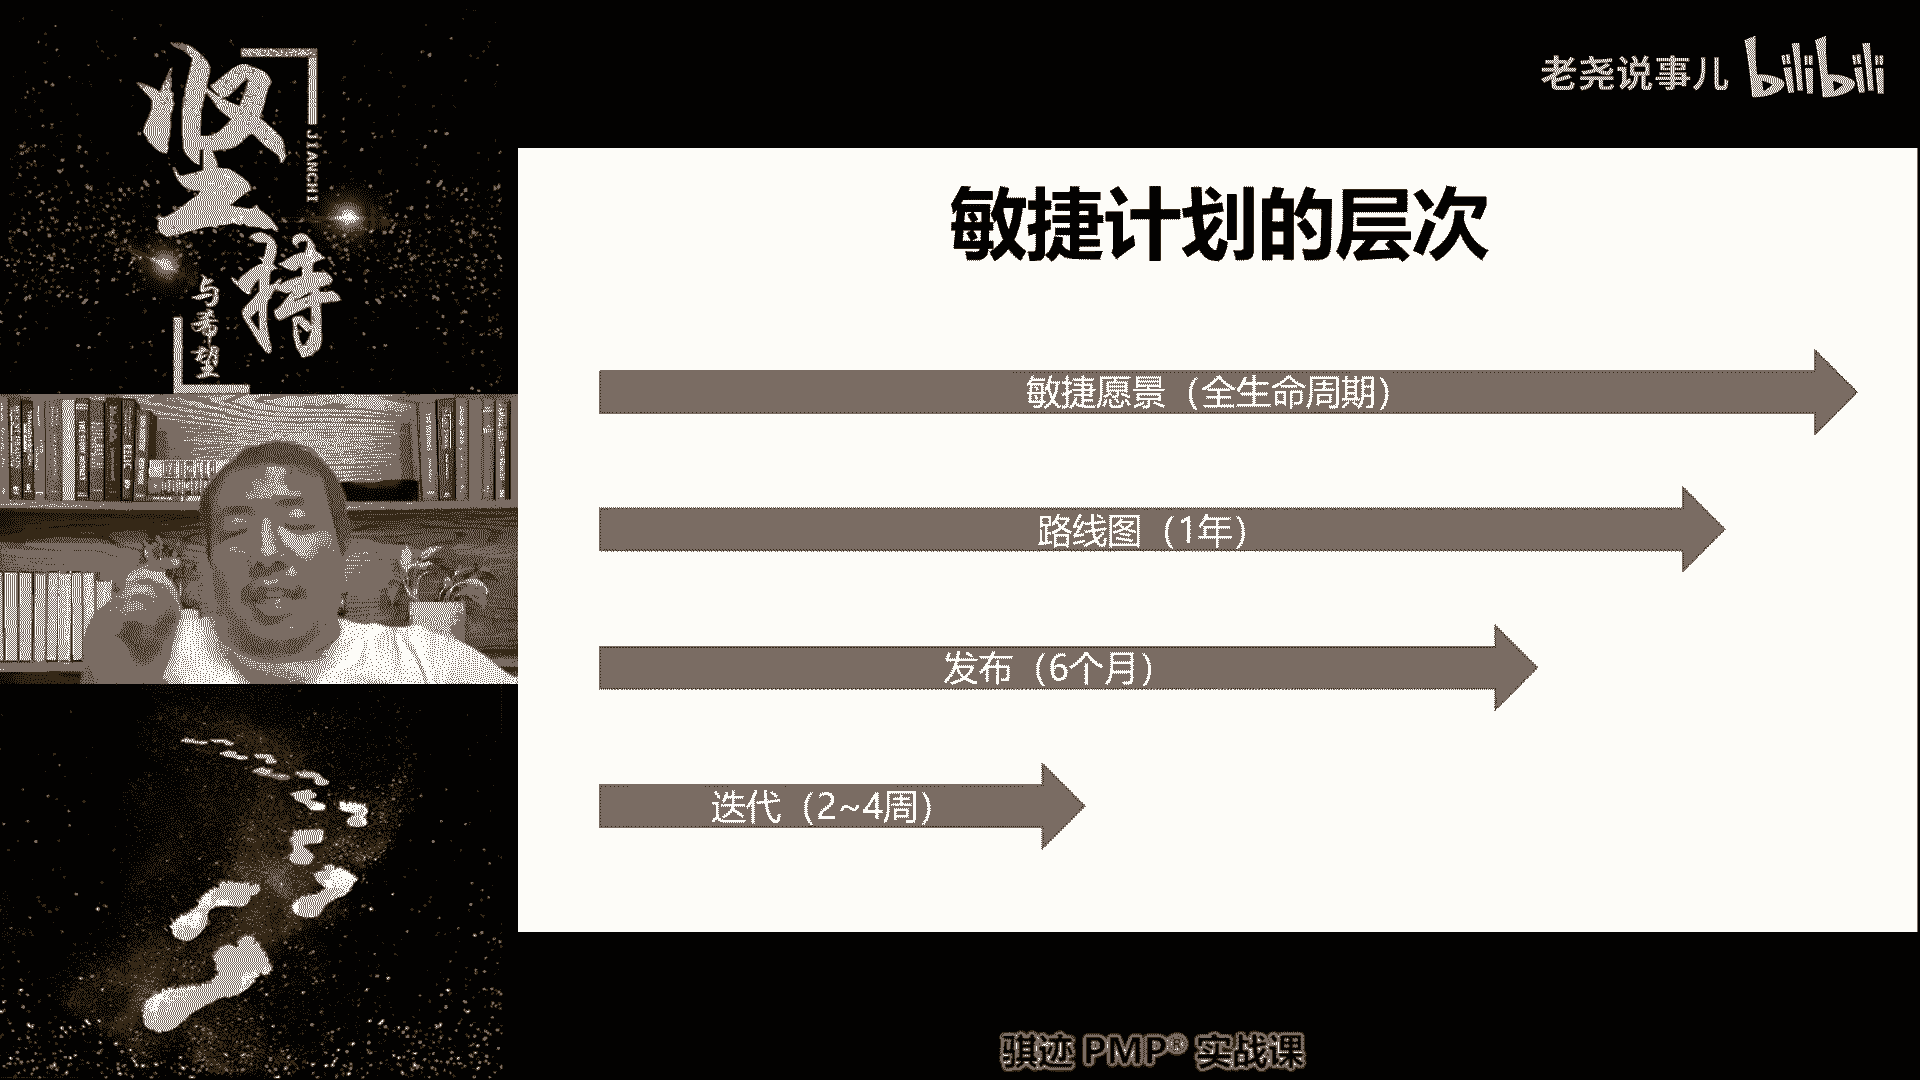 坚持
JIANCHI
与希望
老尧说事儿 bilibili
敏捷计划的层次
敏捷愿景（全生命周期）
路线图（1年）
发布（6个月）
迭代（2~4周）
骐迹 PMP® 实战课